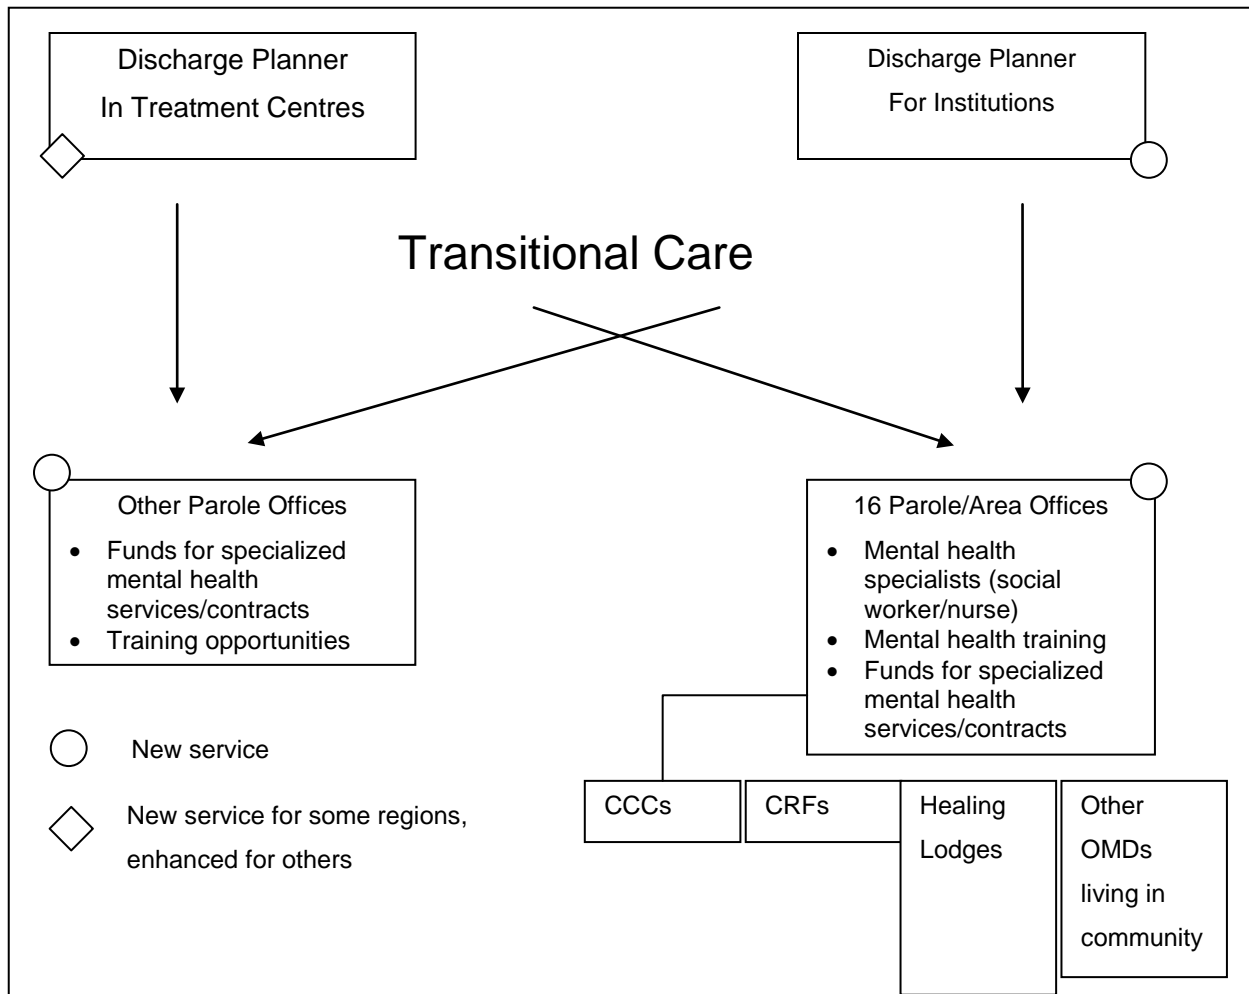 Discharge Planner
In Treatment Centres
Discharge Planner
For Institutions
Transitional Care
Other Parole Offices
• Funds for specialized
mental health
services/contracts
• Training opportunities
16 Parole/Area Offices
• Mental health
specialists (social
worker/nurse)
• Mental health training
• Funds for specialized
mental health
services/contracts
New service
New service for some regions,
enhanced for others
CCCs
CRFs
Healing
Lodges
Other
OMDs
living in
community